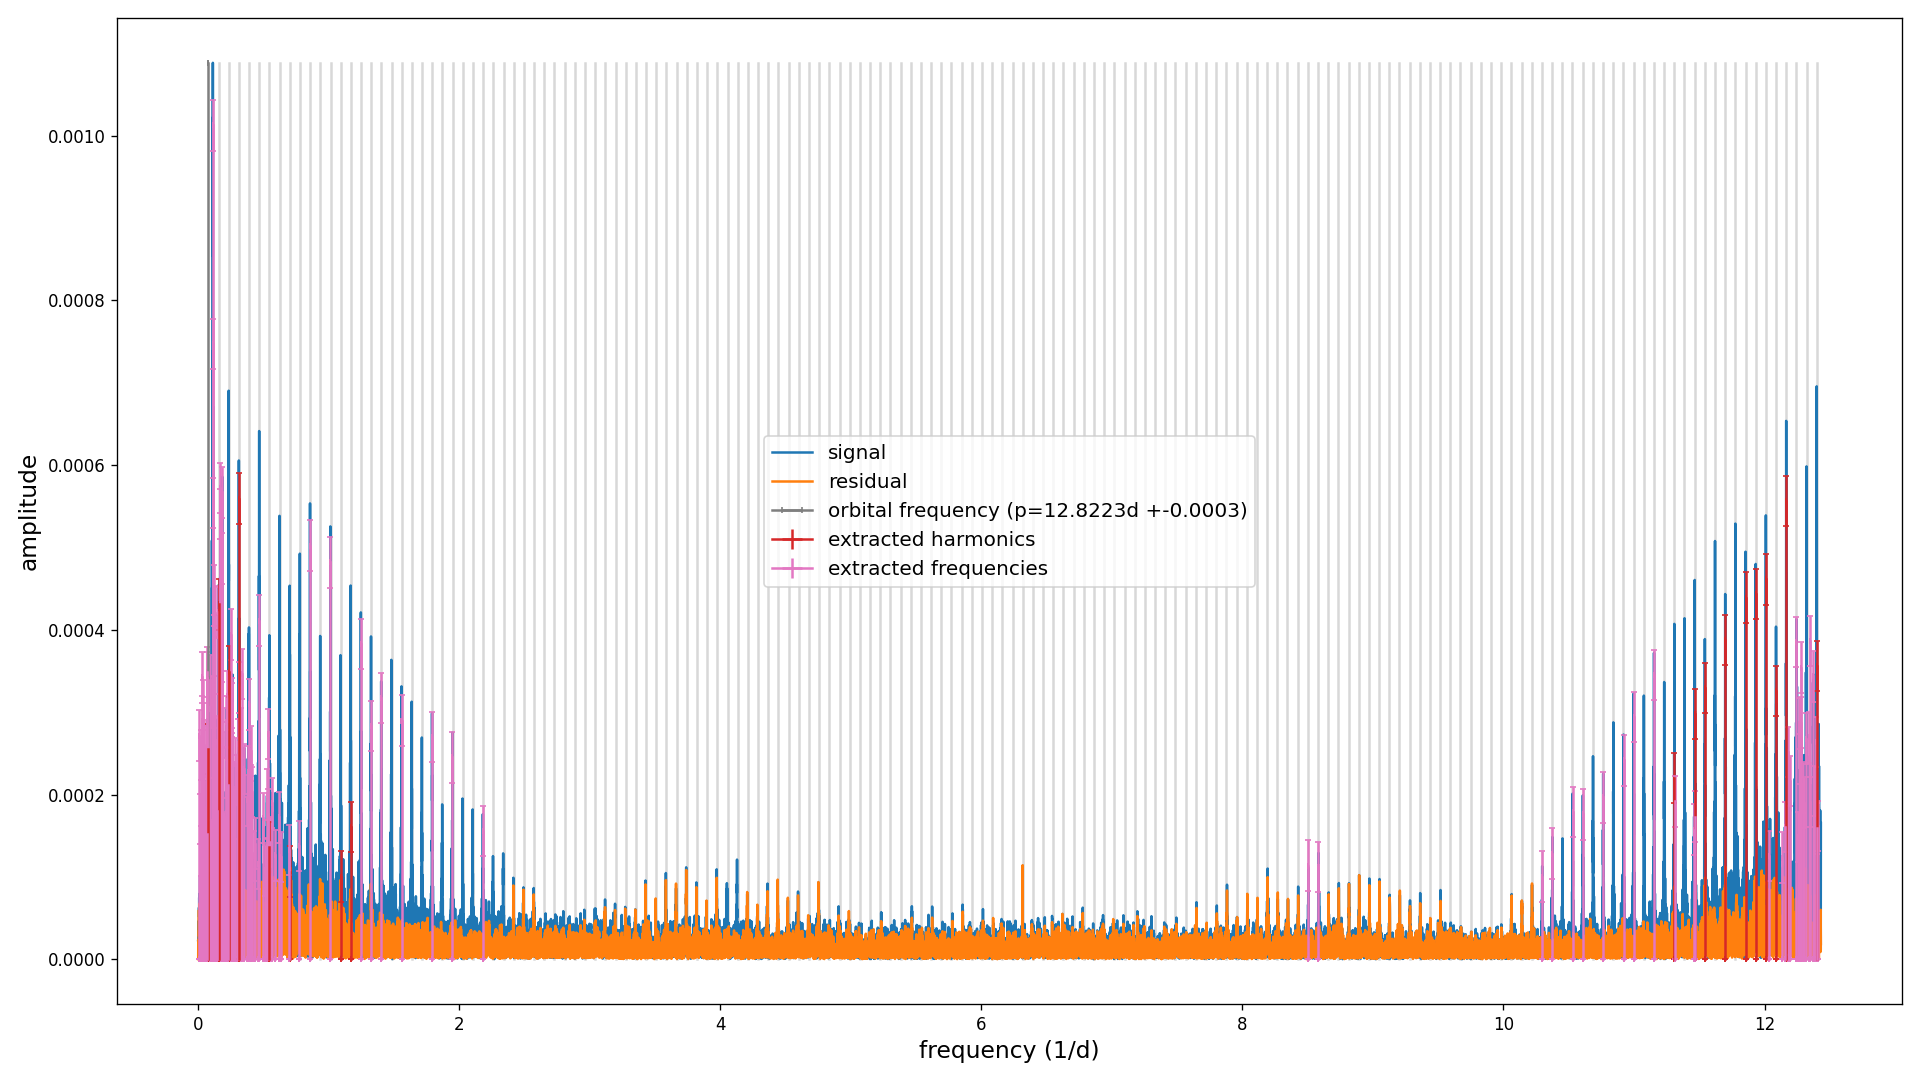 0.0010
0.0008
0.0006
0.0004
0.0002
0.0000
amplitude
signal
residual
orbital frequency (p=12.8223d +-0.0003)
extracted harmonics
extracted frequencies
0 2 4 6 8 10 12
frequency (1/d)